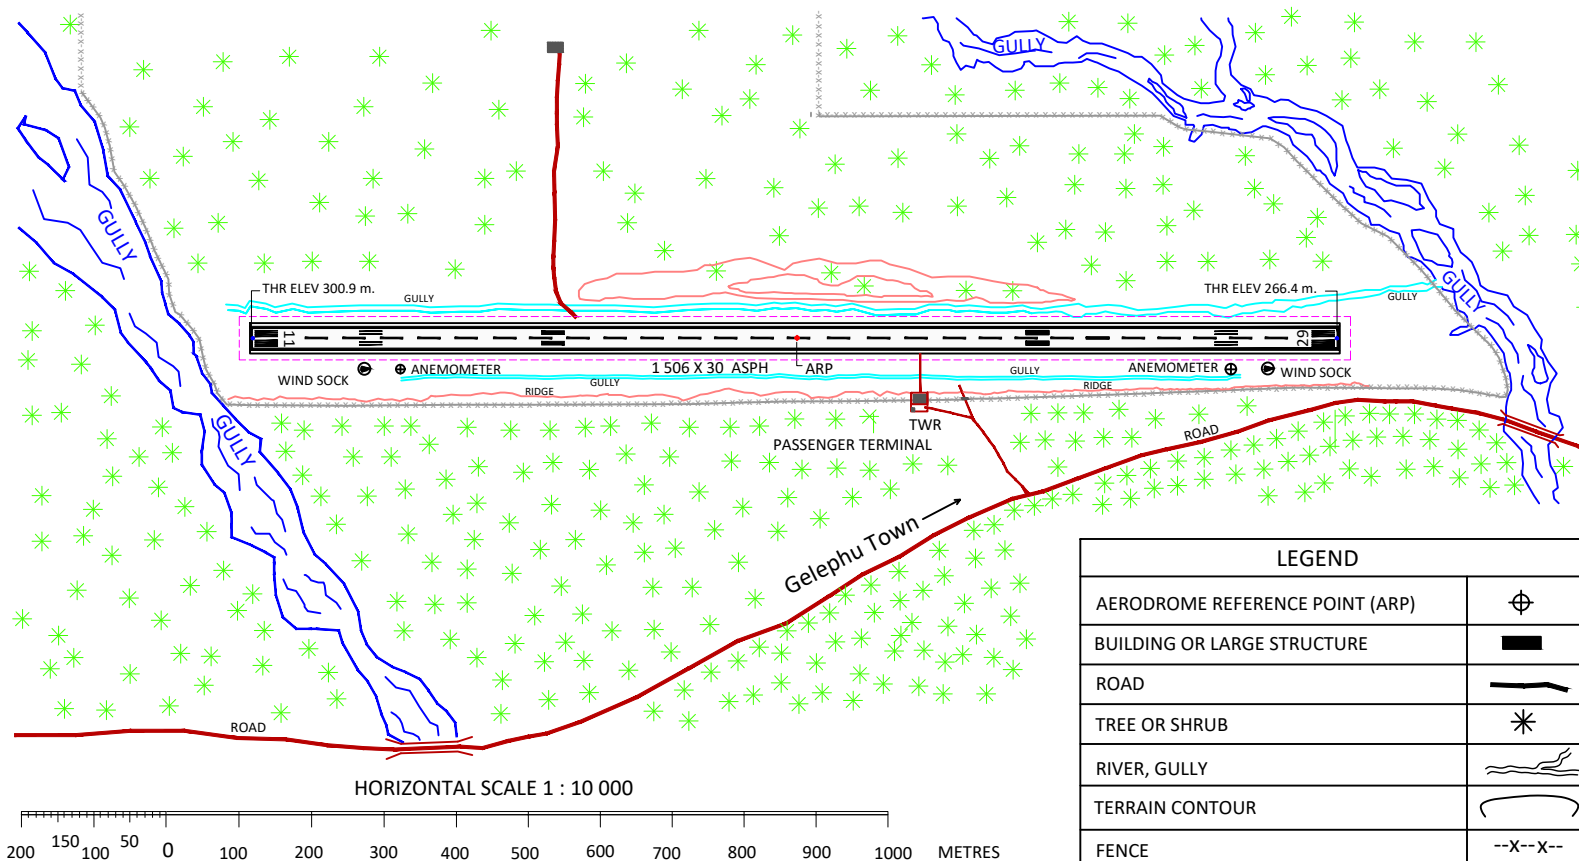 GULLY
GULLY
THR ELEV 300.9 m.
GULLY
THR ELEV 266.4 m.
GULLY
GULLY
11
29
WIND SOCK
ANEMOMETER
1 506 X 30 ASPH
ARP
ANEMOMETER
WIND SOCK
GULLY
GULLY
RIDGE
RIDGE
GULLY
TWR
PASSENGER TERMINAL
ROAD
Gelephu Town
ROAD
HORIZONTAL SCALE 1 : 10 000
200 150 100 50 0 100 200 300 400 500 600 700 800 900 1000 METRES
LEGEND
AERODROME REFERENCE POINT (ARP)
BUILDING OR LARGE STRUCTURE
ROAD
TREE OR SHRUB
RIVER, GULLY
TERRAIN CONTOUR
FENCE --X--X--